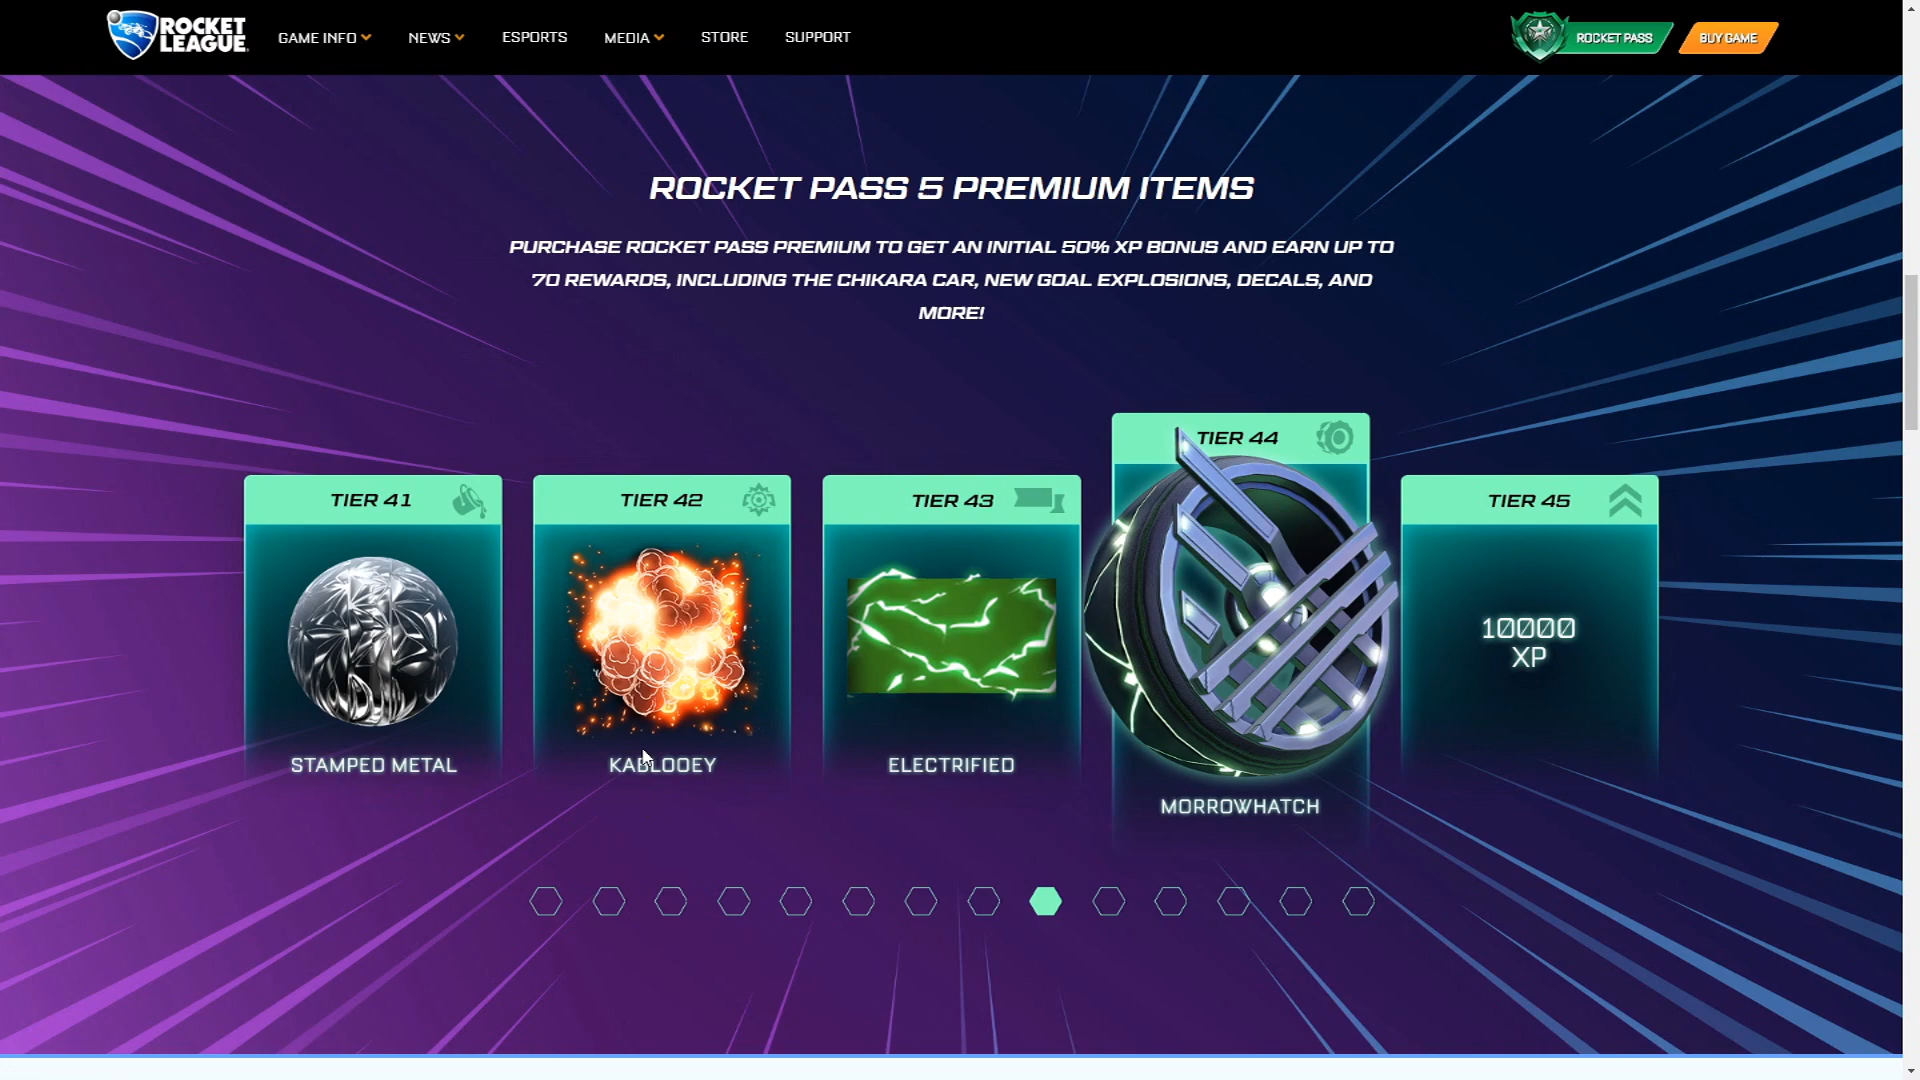 ROCKET
LEAGUE
GAME INFO
NEWS
ESPORTS
MEDIA
STORE
SUPPORT
ROCKET PASS
BUY GAME
ROCKET PASS 5 PREMIUM ITEMS
PURCHASE ROCKET PASS PREMIUM TO GET AN INITIAL 50% XP BONUS AND EARN UP TO
70 REWARDS, INCLUDING THE CHIKARA CAR, NEW GOAL EXPLOSIONS, DECALS, AND
MORE!
TIER 41
STAMPED METAL
TIER 42
KABLOOEY
TIER 43
ELECTRIFIED
TIER 44
MORROWHATCH
TIER 45
10000
XP